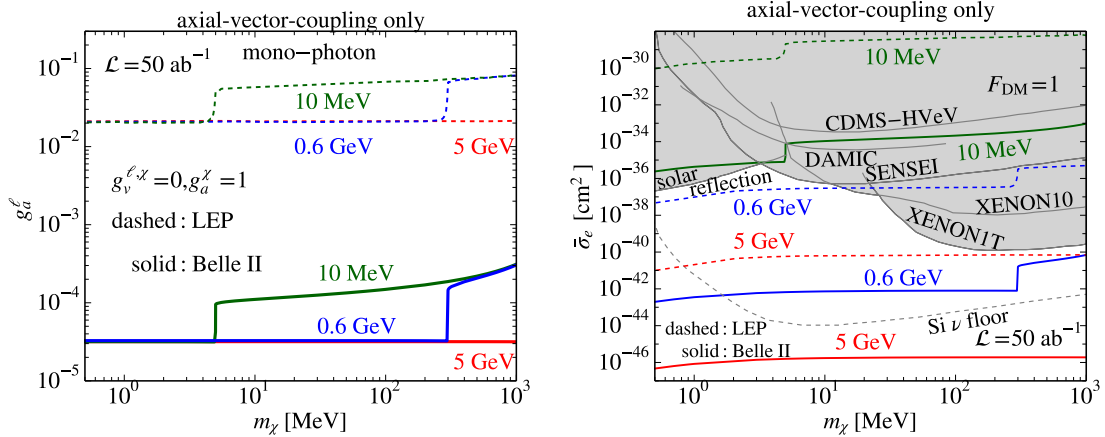 axial-vector-coupling only
10⁻¹
10⁻²
10⁻³
10⁻⁴
10⁻⁵
gₐˡ
ℒ=50 ab⁻¹
mono−photon
10 MeV
0.6 GeV
5 GeV
gᵥ^{ℓ,χ}=0,gₐ^χ=1
dashed : LEP
solid : Belle II
10 MeV
0.6 GeV
5 GeV
10⁰
10¹
10²
10³
m_χ [MeV]
axial-vector-coupling only
10⁻³⁰
10⁻³²
10⁻³⁴
10⁻³⁶
10⁻³⁸
10⁻⁴⁰
10⁻⁴²
10⁻⁴⁴
10⁻⁴⁶
σ̄ₑ [cm²]
10 MeV
F_DM=1
CDMS−HVeV
10 MeV
DAMIC
SENSEI
solar
reflection
0.6 GeV
XENON10
XENON1T
5 GeV
0.6 GeV
Si ν floor
dashed : LEP
solid : Belle II
5 GeV
ℒ=50 ab⁻¹
10⁰
10¹
10²
10³
m_χ [MeV]